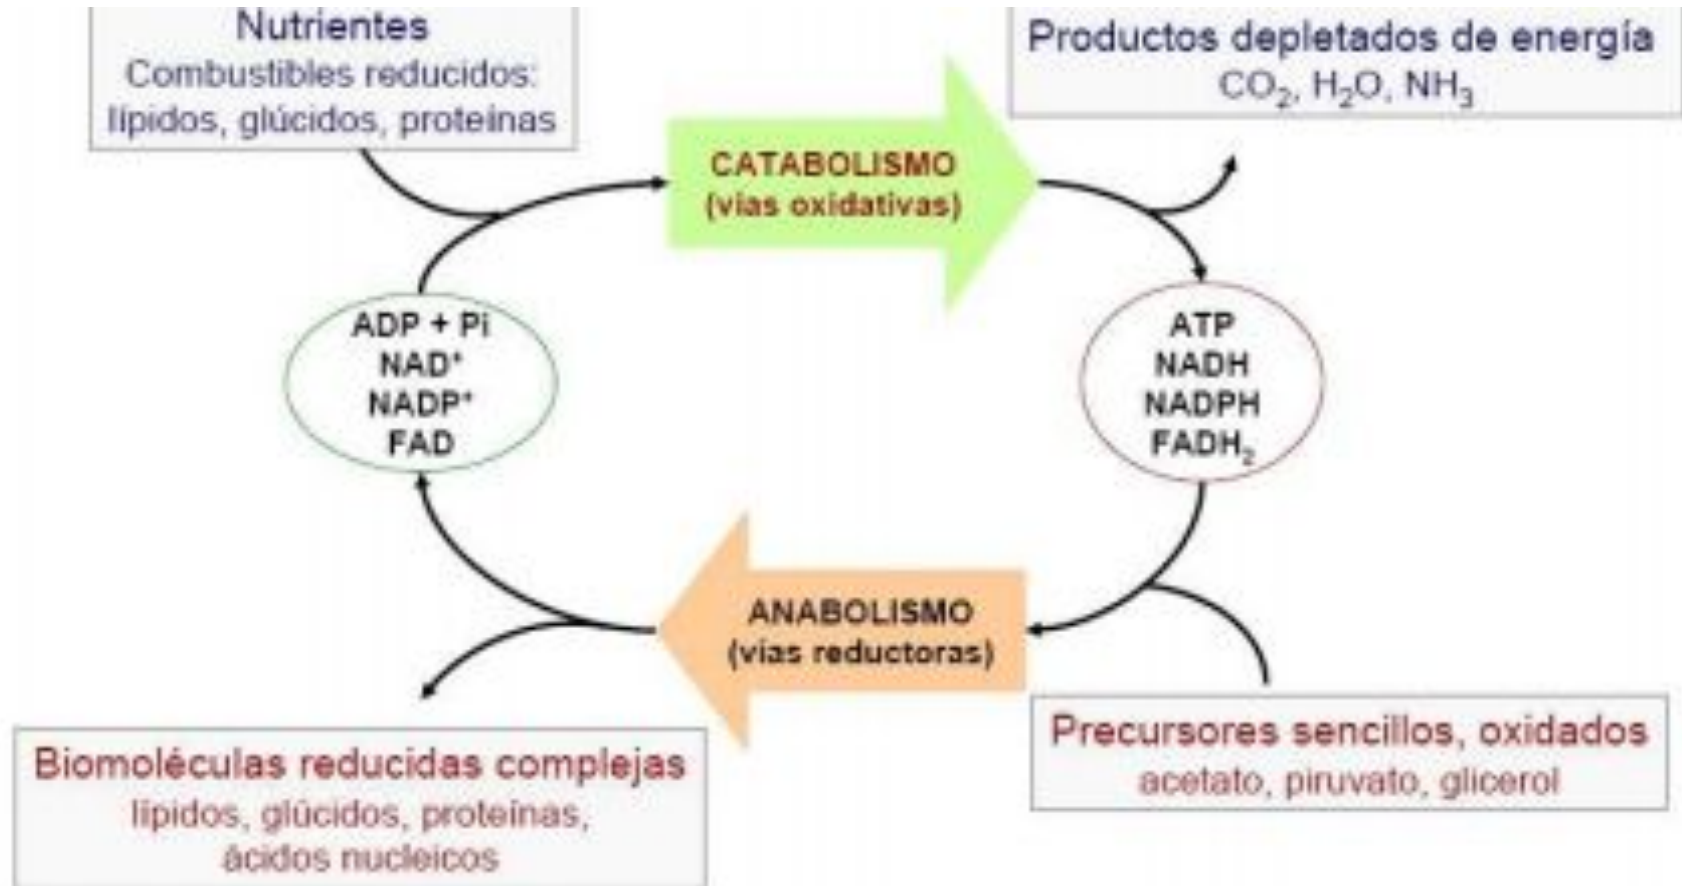 Nutrientes
Combustibles reducidos:
lípidos, glúcidos, proteínas
Productos depletados de energía
CO₂, H₂O, NH₃
CATABOLISMO
(vías oxidativas)
ADP + Pi
NAD⁺
NADP⁺
FAD
ATP
NADH
NADPH
FADH₂
ANABOLISMO
(vías reductoras)
Biomoléculas reducidas complejas
lípidos, glúcidos, proteínas,
ácidos nucleicos
Precursores sencillos, oxidados
acetato, piruvato, glicerol